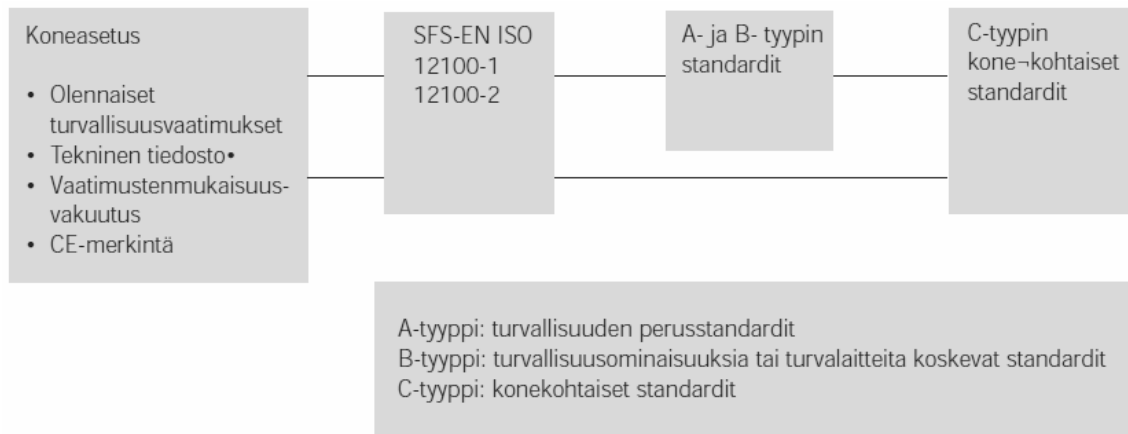 Koneasetus
• Olennaiset
turvallisuusvaatimukset
• Tekninen tiedosto•
• Vaatimustenmukaisuus-
vakuutus
• CE-merkintä
SFS-EN ISO
12100-1
12100-2
A- ja B- tyypin
standardit
C-tyypin
kone¬kohtaiset
standardit
A-tyyppi: turvallisuuden perusstandardit
B-tyyppi: turvallisuusominaisuuksia tai turvalaitteita koskevat standardit
C-tyyppi: konekohtaiset standardit